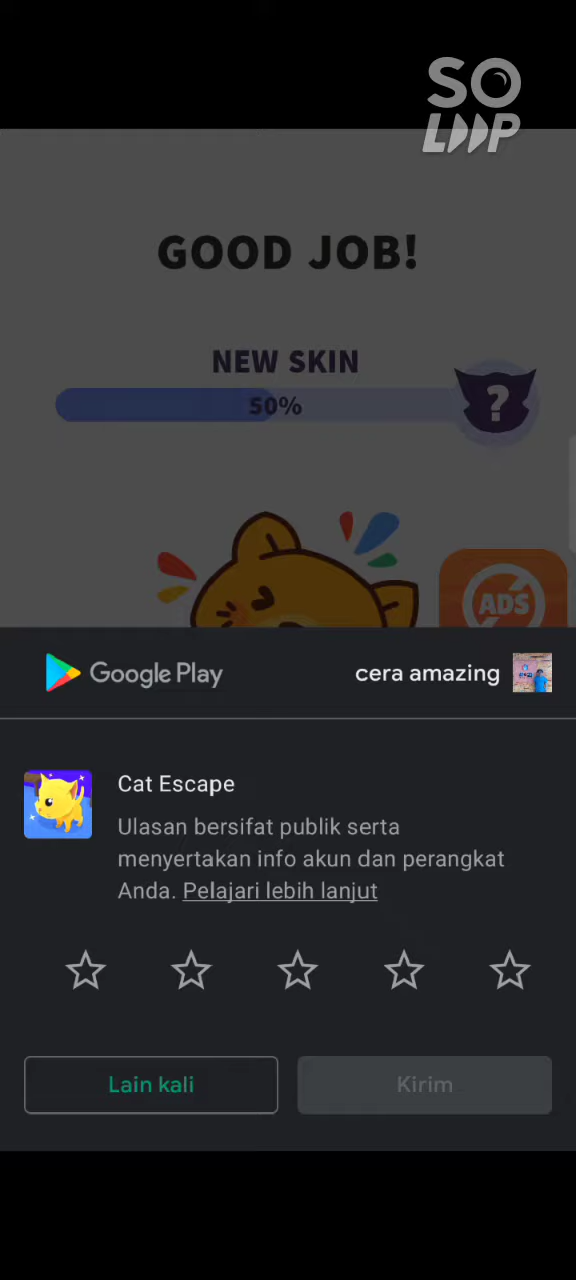 SO
LOOP
GOOD JOB!
NEW SKIN
50%
?
ADS
Google Play
cera amazing
Cat Escape
Ulasan bersifat publik serta
menyertakan info akun dan perangkat
Anda. Pelajari lebih lanjut
Lain kali
Kirim